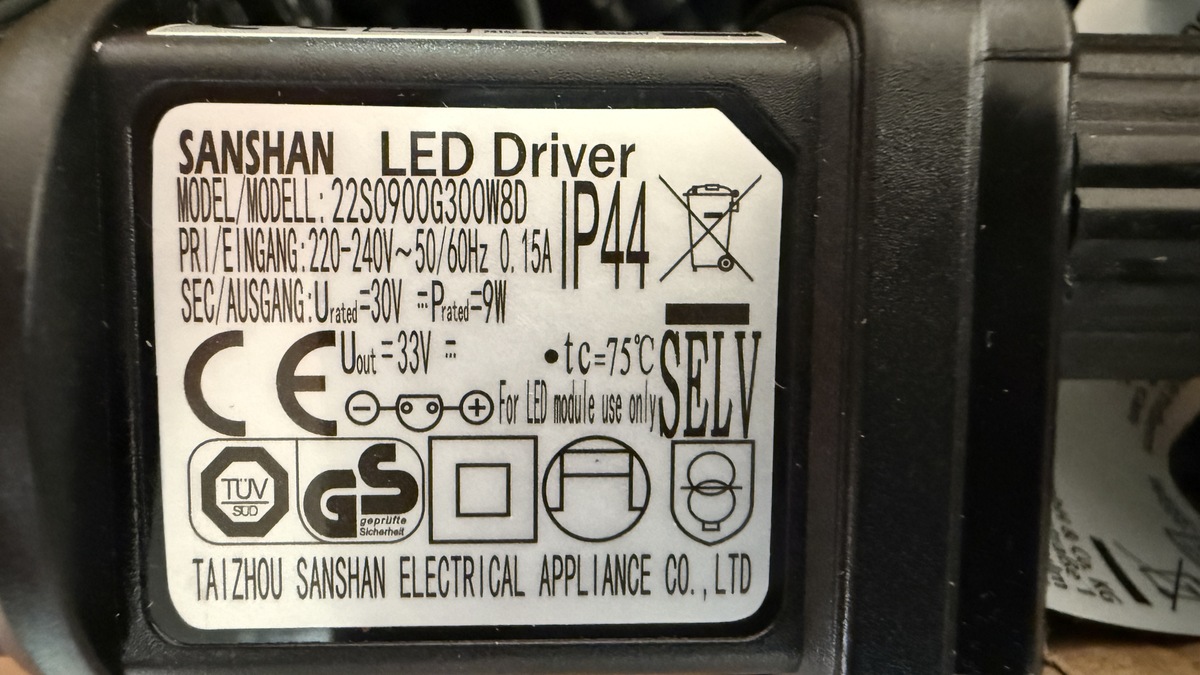 SANSHAN LED Driver
MODEL/MODELL: 22S0900G300W8D
IP44
PRI/EINGANG:220-240V~50/60Hz 0.15A
SEC/AUSGANG:Urated=30V ⎓Prated=9W
CE
Uout=33V ⎓
•tc=75℃
SELV
For LED module use only
TÜV
SÜD
GS
geprüfte
Sicherheit
TAIZHOU SANSHAN ELECTRICAL APPLIANCE CO.,LTD